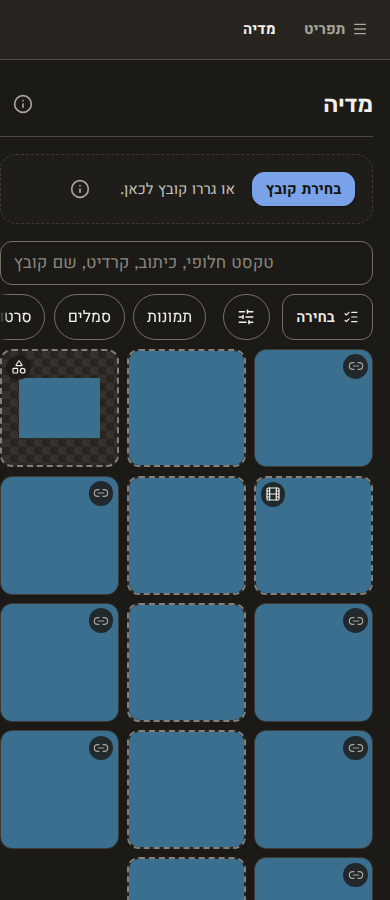 תפריט
מדיה
מדיה
בחירת קובץ
או גררו קובץ לכאן.
טקסט חלופי, כיתוב, קרדיט, שם קובץ
בחירה
תמונות
סמלים